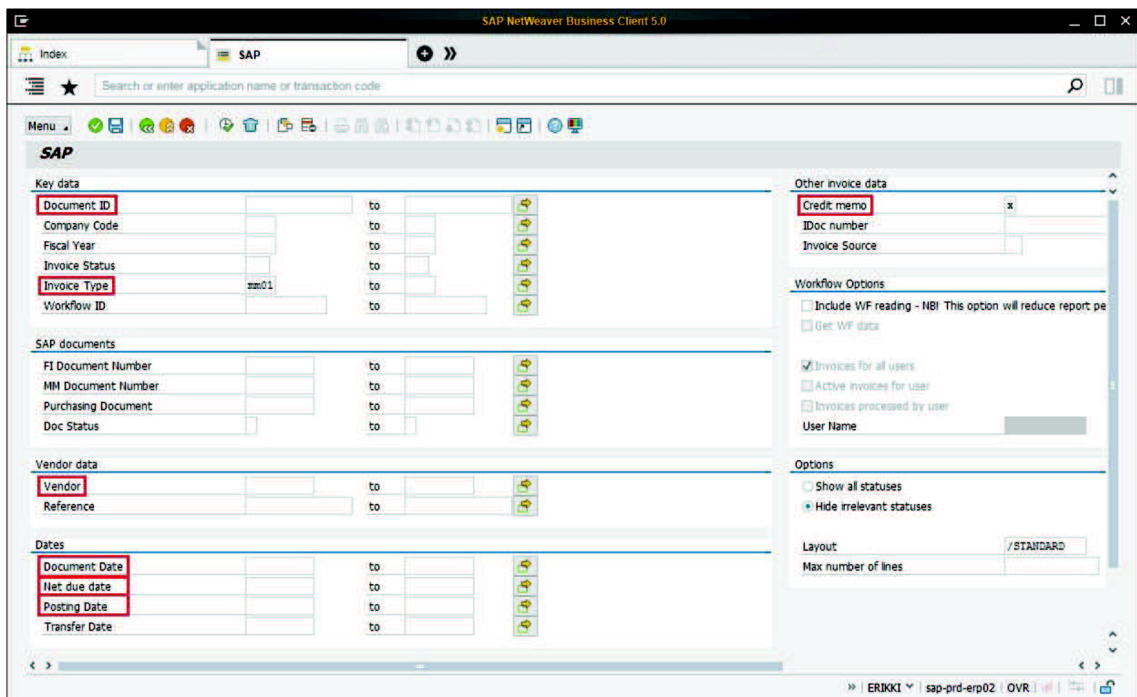 SAP NetWeaver Business Client 5.0
Index
SAP
Search or enter application name or transaction code
Menu
SAP
Key data
Document ID to
Company Code to
Fiscal Year to
Invoice Status to
Invoice Type mm01 to
Workflow ID to
SAP documents
FI Document Number to
MM Document Number to
Purchasing Document to
Doc Status to
Vendor data
Vendor to
Reference to
Dates
Document Date to
Net due date to
Posting Date to
Transfer Date to
Other invoice data
Credit memo x
IDoc number
Invoice Source
Workflow Options
Include WF reading - NB! This option will reduce report pe
Get WF data
Invoices for all users
Active invoices for user
Invoices processed by user
User Name
Options
Show all statuses
Hide irrelevant statuses
Layout /STANDARD
Max number of lines
ERIKKI sap-prd-erp02 OVR